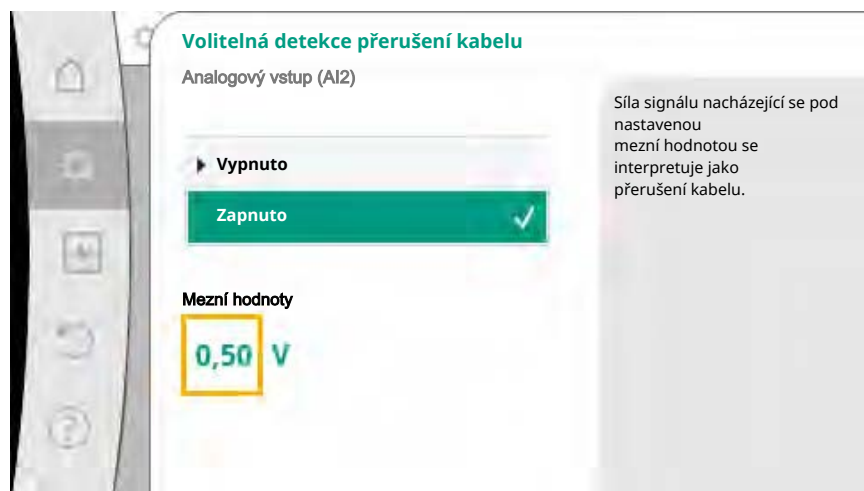 Volitelná detekce přerušení kabelu
Analogový vstup (AI2)
Vypnuto
Zapnuto
Mezní hodnoty
0,50 V
Síla signálu nacházející se pod
nastavenou
mezní hodnotou se
interpretuje jako
přerušení kabelu.